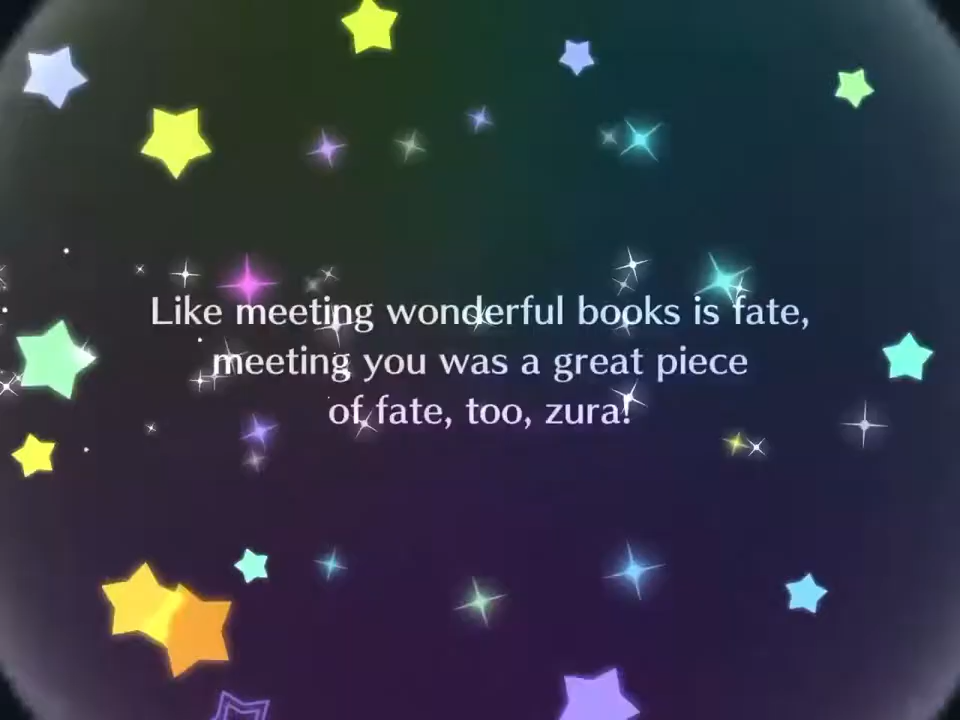 Like meeting wonderful books is fate,
meeting you was a great piece
of fate, too, zura!